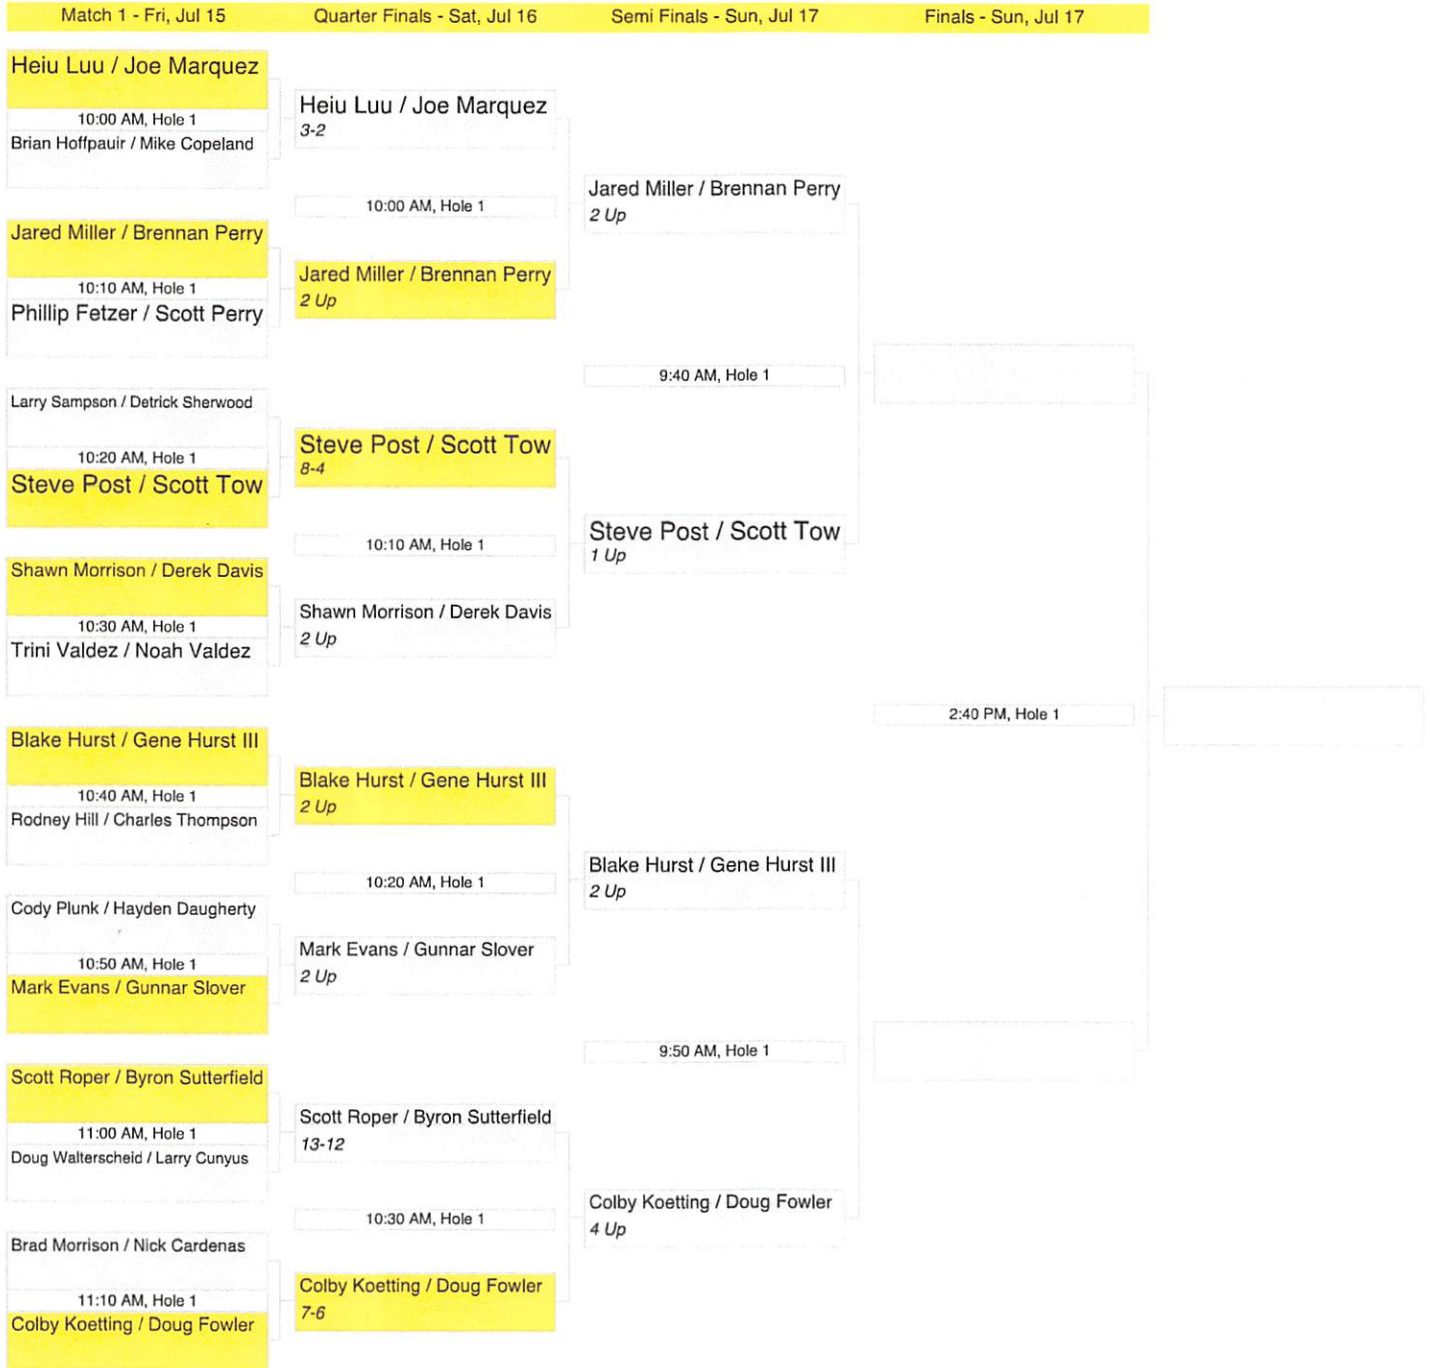 Match 1 - Fri, Jul 15
Quarter Finals - Sat, Jul 16
Semi Finals - Sun, Jul 17
Finals - Sun, Jul 17
Heiu Luu / Joe Marquez
10:00 AM, Hole 1
Brian Hoffpauir / Mike Copeland
Jared Miller / Brennan Perry
10:10 AM, Hole 1
Phillip Fetzer / Scott Perry
Larry Sampson / Detrick Sherwood
10:20 AM, Hole 1
Steve Post / Scott Tow
Shawn Morrison / Derek Davis
10:30 AM, Hole 1
Trini Valdez / Noah Valdez
Blake Hurst / Gene Hurst III
10:40 AM, Hole 1
Rodney Hill / Charles Thompson
Cody Plunk / Hayden Daugherty
10:50 AM, Hole 1
Mark Evans / Gunnar Slover
Scott Roper / Byron Sutterfield
11:00 AM, Hole 1
Doug Walterscheid / Larry Cunyus
Brad Morrison / Nick Cardenas
11:10 AM, Hole 1
Colby Koetting / Doug Fowler
Heiu Luu / Joe Marquez
3-2
10:00 AM, Hole 1
Jared Miller / Brennan Perry
2 Up
Steve Post / Scott Tow
8-4
10:10 AM, Hole 1
Shawn Morrison / Derek Davis
2 Up
Blake Hurst / Gene Hurst III
2 Up
10:20 AM, Hole 1
Mark Evans / Gunnar Slover
2 Up
Scott Roper / Byron Sutterfield
13-12
10:30 AM, Hole 1
Colby Koetting / Doug Fowler
7-6
Jared Miller / Brennan Perry
2 Up
9:40 AM, Hole 1
Steve Post / Scott Tow
1 Up
Blake Hurst / Gene Hurst III
2 Up
9:50 AM, Hole 1
Colby Koetting / Doug Fowler
4 Up
2:40 PM, Hole 1